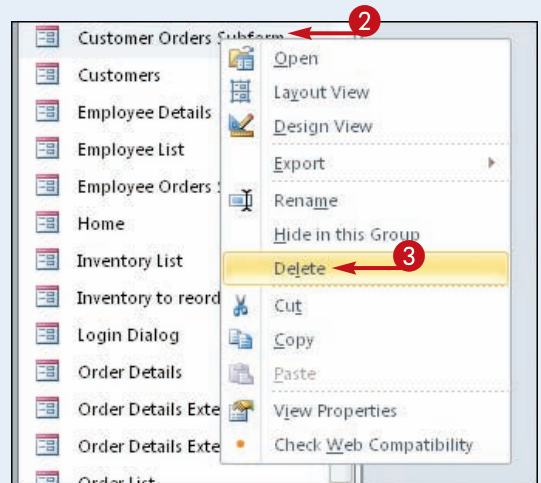 Customer Orders Subform
2
Customers
Employee Details
Employee List
Employee Orders
Home
Inventory List
Inventory to reord
Login Dialog
Order Details
Order Details Exte
Order Details Exte
Order List
Open
Layout View
Design View
Export
Rename
Hide in this Group
Delete
3
Cut
Copy
Paste
View Properties
Check Web Compatibility